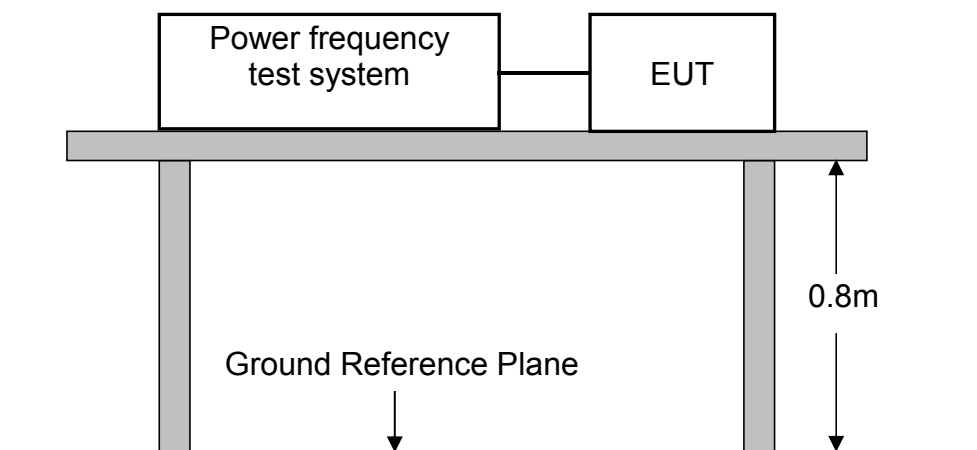 Power frequency
test system
EUT
0.8m
Ground Reference Plane